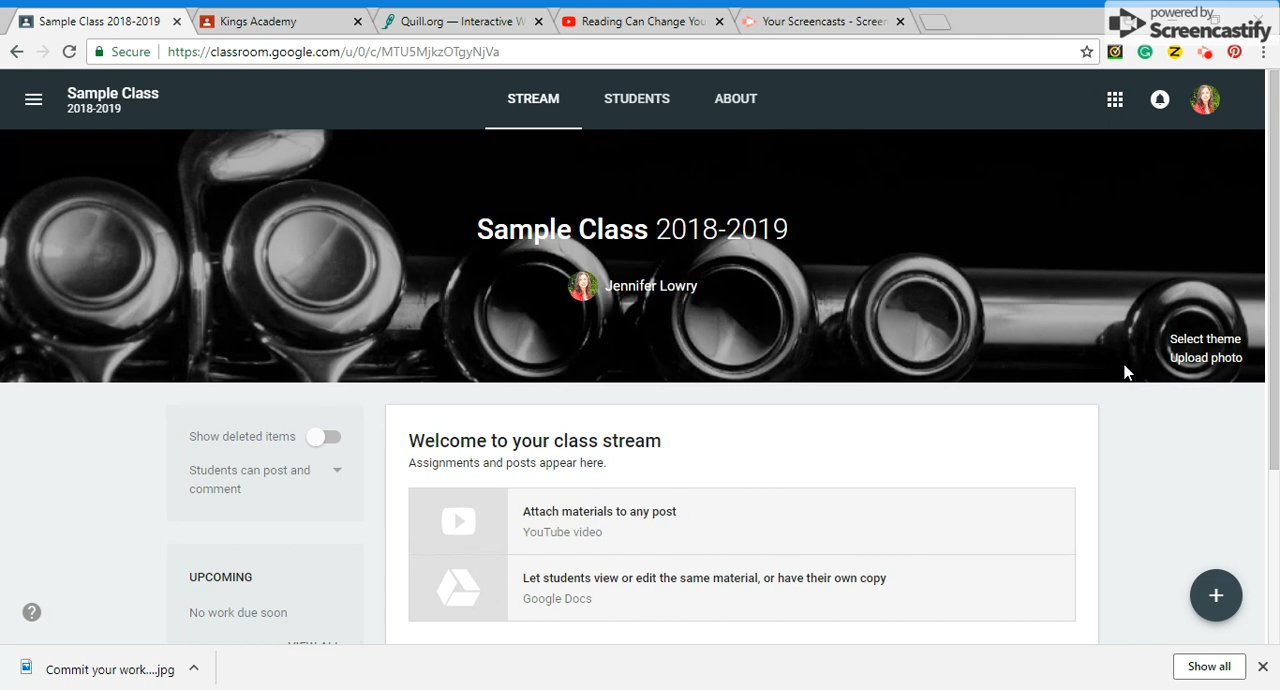 Sample Class 2018-2019
Kings Academy
Quill.org — Interactive W
Reading Can Change You
Your Screencasts - Screen
powered by
Screencastify
Secure
https://classroom.google.com/u/0/c/MTU5MjkzOTgyNjVa
Sample Class
2018-2019
STREAM
STUDENTS
ABOUT
Sample Class 2018-2019
Jennifer Lowry
Select theme
Upload photo
Show deleted items
Students can post and
comment
Welcome to your class stream
Assignments and posts appear here.
Attach materials to any post
YouTube video
Let students view or edit the same material, or have their own copy
Google Docs
UPCOMING
No work due soon
VIEW ALL
Commit your work....jpg
Show all